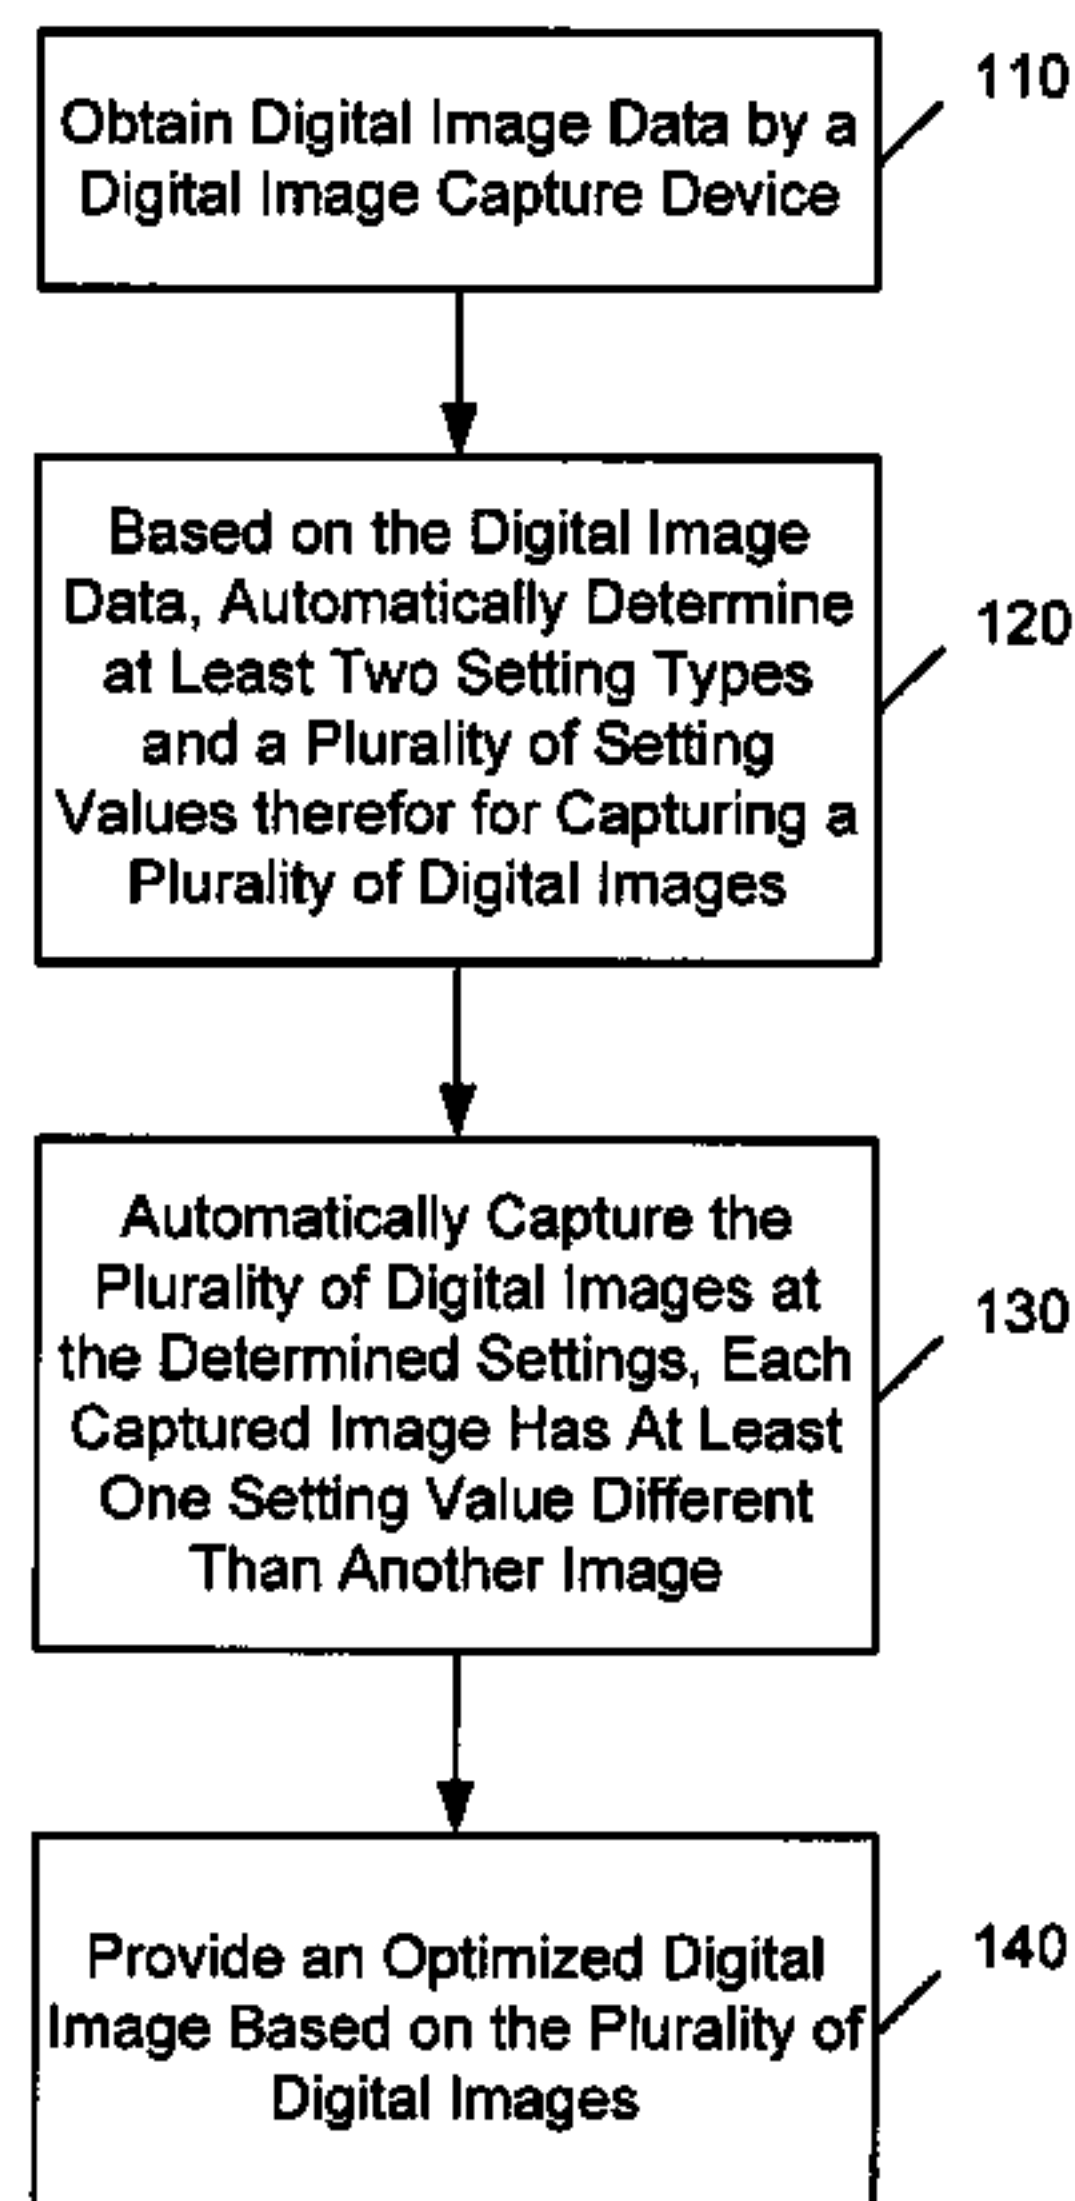 110
Obtain Digital Image Data by a
Digital Image Capture Device
Based on the Digital Image
Data, Automatically Determine
at Least Two Setting Types
and a Plurality of Setting
Values therefor for Capturing a
Plurality of Digital Images
120
Automatically Capture the
Plurality of Digital Images at
the Determined Settings, Each
Captured Image Has At Least
One Setting Value Different
Than Another Image
130
Provide an Optimized Digital
Image Based on the Plurality of
Digital Images
140